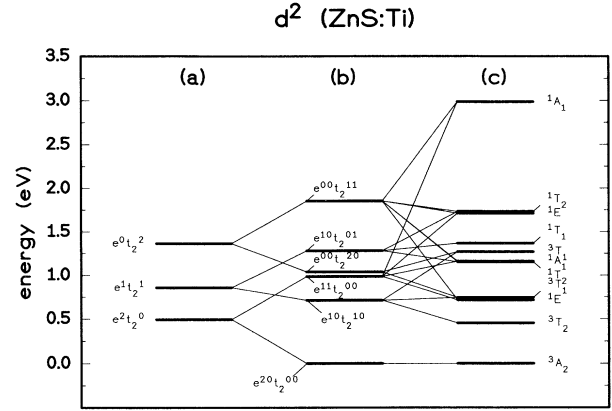 d² (ZnS:Ti)
(a) (b) (c)
3.5
3.0
2.5
2.0
1.5
1.0
0.5
0.0
energy (eV)
e⁰t₂²
e¹t₂¹
e²t₂⁰
e⁰⁰t₂¹¹
e¹⁰t₂⁰¹
e⁰⁰t₂²⁰
e¹¹t₂⁰⁰
e¹⁰t₂¹⁰
e²⁰t₂⁰⁰
¹A₁
¹T₂
¹E
¹T₁
³T₁
¹A₁
¹T₂
³T₁
¹E
³T₂
³A₂